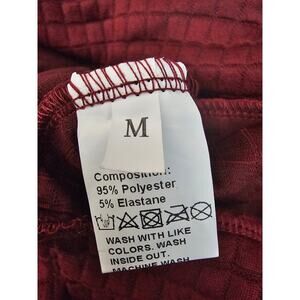 M
Composition:
95% Polyester
5% Elastane
WASH WITH LIKE
COLORS. WASH
INSIDE OUT.
MACHINE WASH